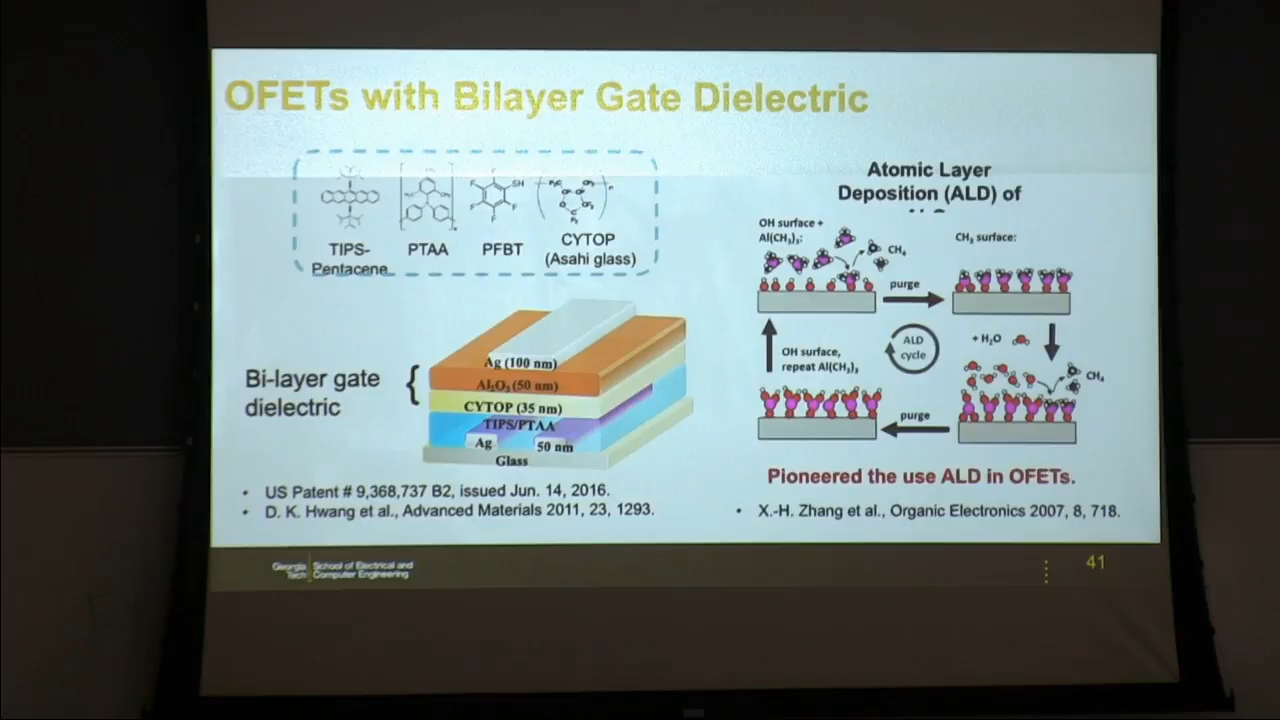 OFETs with Bilayer Gate Dielectric
TIPS-
Pentacene
PTAA
PFBT
CYTOP
(Asahi glass)
Bi-layer gate
dielectric
Ag (100 nm)
Al₂O₃ (50 nm)
CYTOP (35 nm)
TIPS/PTAA
Ag
50 nm
Glass
• US Patent # 9,368,737 B2, issued Jun. 14, 2016.
• D. K. Hwang et al., Advanced Materials 2011, 23, 1293.
Atomic Layer
Deposition (ALD) of
OH surface +
Al(CH₃)₃:
CH₄
CH₃ surface:
purge
ALD
cycle
+ H₂O
OH surface,
repeat Al(CH₃)₃
CH₄
purge
Pioneered the use ALD in OFETs.
• X.-H. Zhang et al., Organic Electronics 2007, 8, 718.
Georgia
Tech
School of Electrical and
Computer Engineering
41